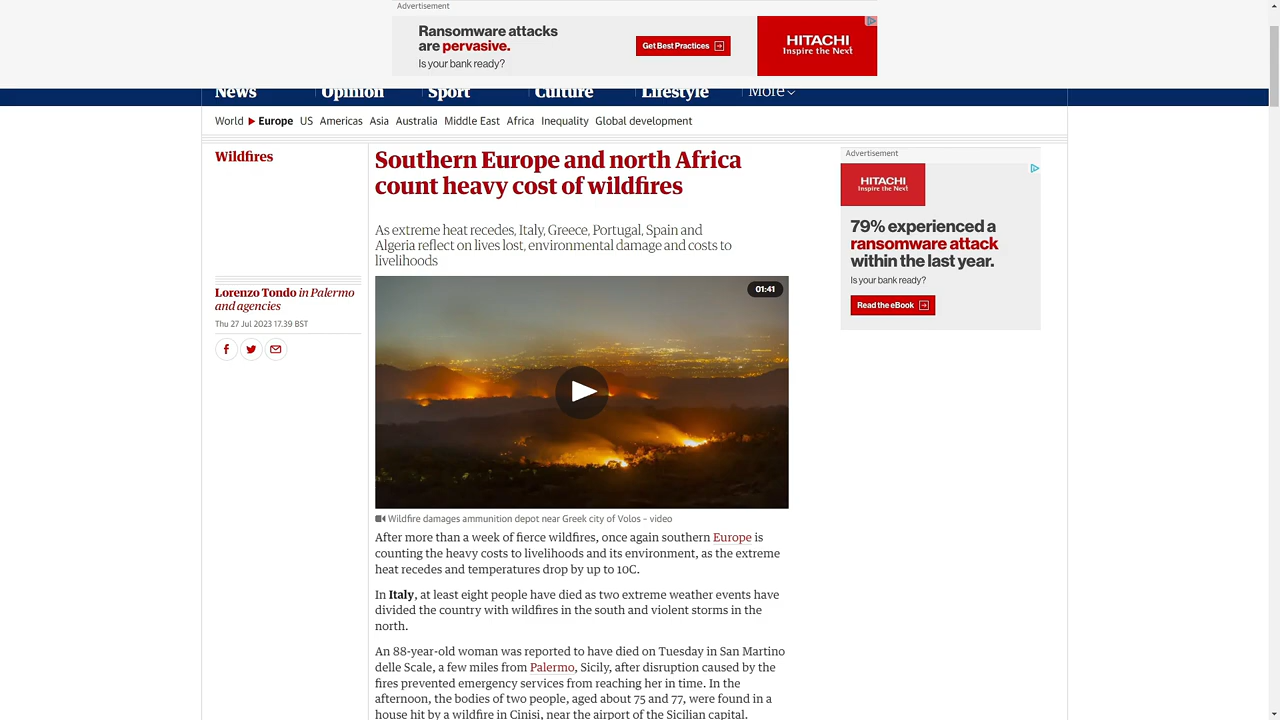 Advertisement
Ransomware attacks
are pervasive.
Is your bank ready?
Get Best Practices
HITACHI
Inspire the Next
News
Opinion
Sport
Culture
Lifestyle
More
World
Europe
US
Americas
Asia
Australia
Middle East
Africa
Inequality
Global development
Wildfires
Southern Europe and north Africa
count heavy cost of wildfires
As extreme heat recedes, Italy, Greece, Portugal, Spain and
Algeria reflect on lives lost, environmental damage and costs to
livelihoods
Lorenzo Tondo in Palermo
and agencies
Thu 27 Jul 2023 17.39 BST
01:41
Wildfire damages ammunition depot near Greek city of Volos – video
After more than a week of fierce wildfires, once again southern Europe is
counting the heavy costs to livelihoods and its environment, as the extreme
heat recedes and temperatures drop by up to 10C.
In Italy, at least eight people have died as two extreme weather events have
divided the country with wildfires in the south and violent storms in the
north.
An 88-year-old woman was reported to have died on Tuesday in San Martino
delle Scale, a few miles from Palermo, Sicily, after disruption caused by the
fires prevented emergency services from reaching her in time. In the
afternoon, the bodies of two people, aged about 75 and 77, were found in a
house hit by a wildfire in Cinisi, near the airport of the Sicilian capital.
Advertisement
HITACHI
Inspire the Next
79% experienced a
ransomware attack
within the last year.
Is your bank ready?
Read the eBook